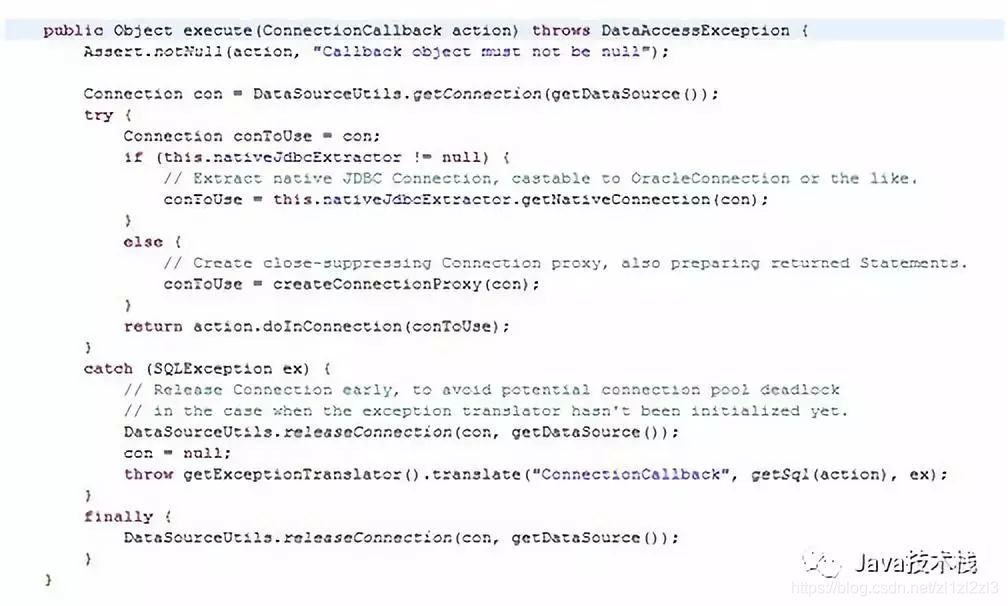 public Object execute(ConnectionCallback action) throws DataAccessException {
    Assert.notNull(action, "Callback object must not be null");

    Connection con = DataSourceUtils.getConnection(getDataSource());
    try {
        Connection conToUse = con;
        if (this.nativeJdbcExtractor != null) {
            // Extract native JDBC Connection, castable to OracleConnection or the like.
            conToUse = this.nativeJdbcExtractor.getNativeConnection(con);
        }
        else {
            // Create close-suppressing Connection proxy, also preparing returned Statements.
            conToUse = createConnectionProxy(con);
        }
        return action.doInConnection(conToUse);
    }
    catch (SQLException ex) {
        // Release Connection early, to avoid potential connection pool deadlock
        // in the case when the exception translator hasn't been initialized yet.
        DataSourceUtils.releaseConnection(con, getDataSource());
        con = null;
        throw getExceptionTranslator().translate("ConnectionCallback", getSql(action), ex);
    }
    finally {
        DataSourceUtils.releaseConnection(con, getDataSource());
    }
}
Java技术栈
https://blog.csdn.net/zl1zl2zl3